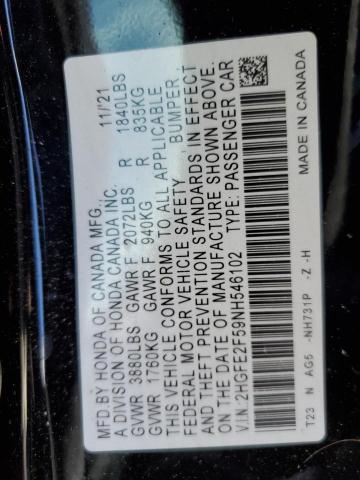 MFD BY HONDA OF CANADA MFG., 11/'21
A DIVISION OF HONDA CANADA INC.
GVWR 3880LBS GAWR F 2072LBS R 1840LBS
GVWR 1760KG GAWR F 940KG R 835KG
THIS VEHICLE CONFORMS TO ALL APPLICABLE
FEDERAL MOTOR VEHICLE SAFETY, BUMPER,
AND THEFT PREVENTION STANDARDS IN EFFECT
ON THE DATE OF MANUFACTURE SHOWN ABOVE.
V.I.N: 2HGFE2F59NH546102 TYPE: PASSENGER CAR
T23 N AG5 -NH731P -Z -H MADE IN CANADA